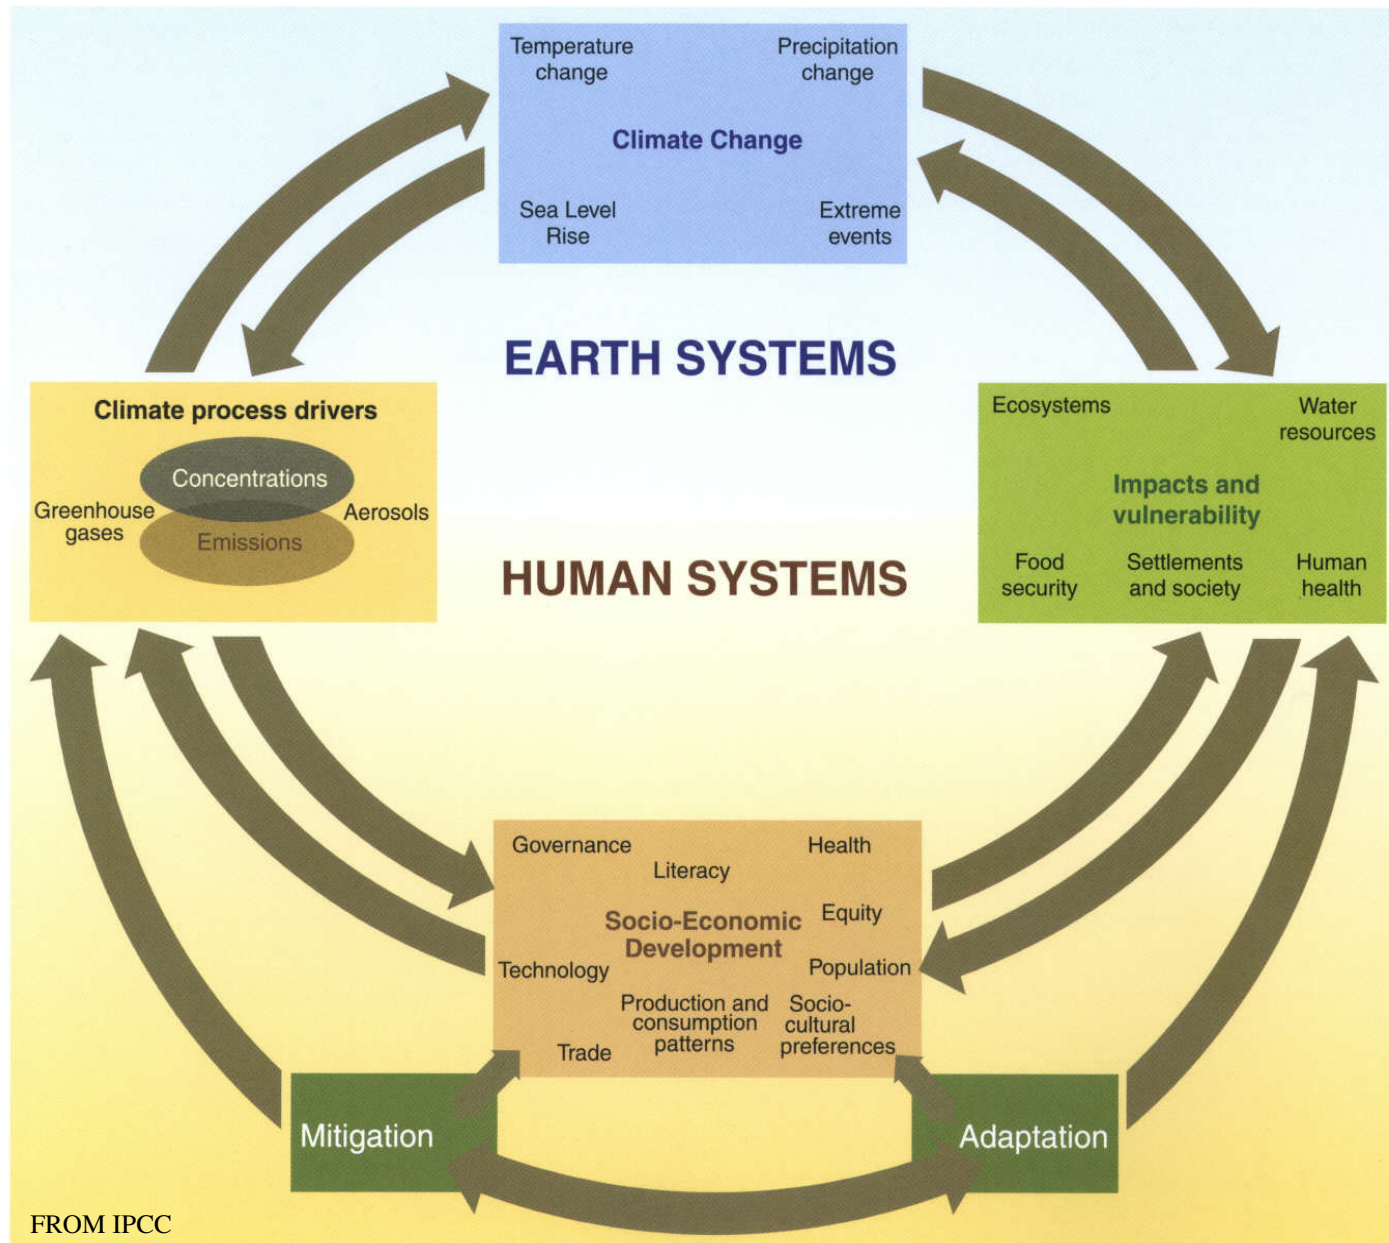 Temperature
change
Precipitation
change
Climate Change
Sea Level
Rise
Extreme
events
EARTH SYSTEMS
Climate process drivers
Concentrations
Greenhouse
gases
Aerosols
Emissions
Ecosystems
Water
resources
Impacts and
vulnerability
Food
security
Settlements
and society
Human
health
HUMAN SYSTEMS
Governance
Health
Literacy
Equity
Socio-Economic
Development
Technology
Population
Production and
consumption
patterns
Socio-
cultural
preferences
Trade
Mitigation
Adaptation
FROM IPCC